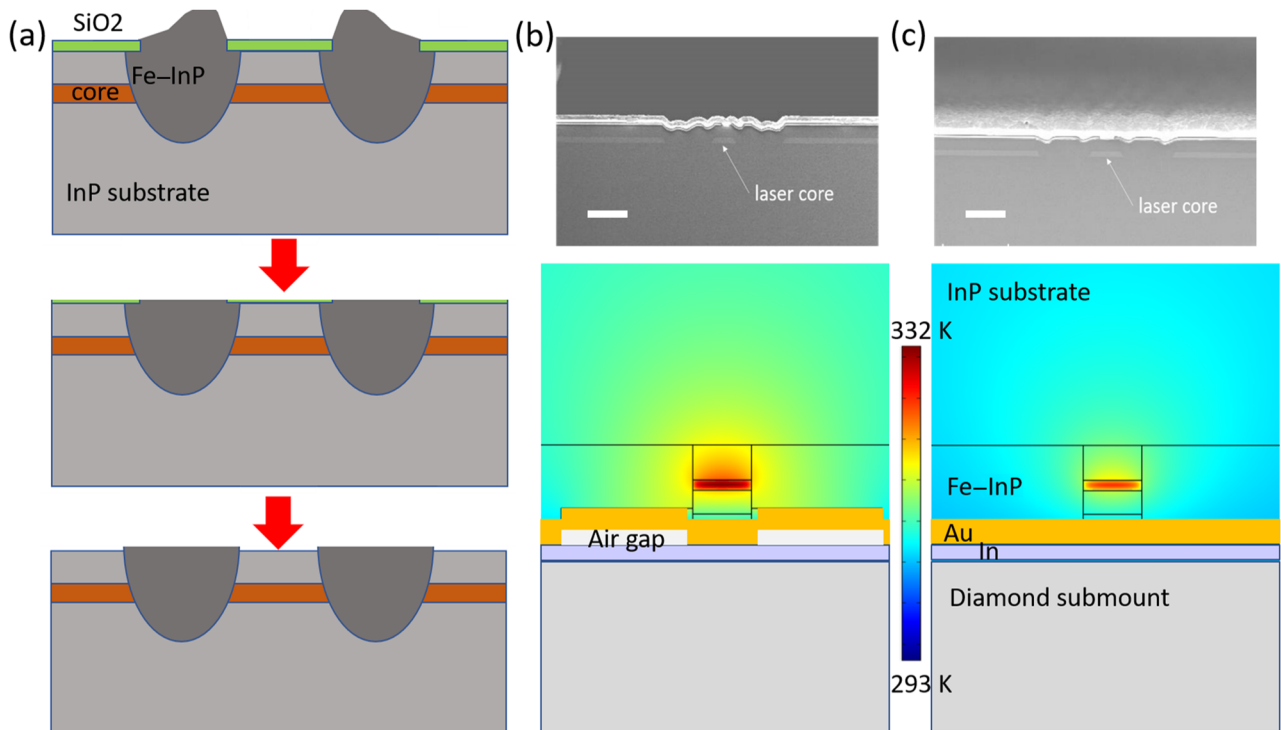 (a)
SiO2
Fe–InP
core
InP substrate
(b)
laser core
332 K
293 K
Air gap
(c)
laser core
InP substrate
Fe–InP
Au
In
Diamond submount